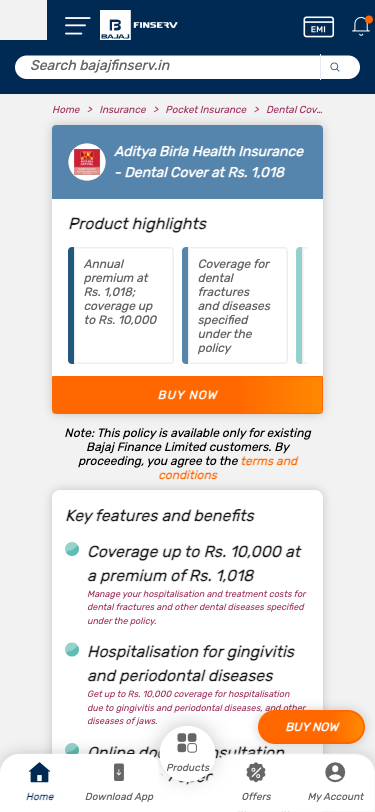 BAJAJ
FINSERV
EMI
Search bajajfinserv.in
Home > Insurance > Pocket Insurance > Dental Cov...
Aditya Birla Health Insurance
- Dental Cover at Rs. 1,018
Product highlights
Annual
premium at
Rs. 1,018;
coverage up
to Rs. 10,000
Coverage for
dental
fractures
and diseases
specified
under the
policy
BUY NOW
Note: This policy is available only for existing
Bajaj Finance Limited customers. By
proceeding, you agree to the terms and
conditions
Key features and benefits
Coverage up to Rs. 10,000 at
a premium of Rs. 1,018
Manage your hospitalisation and treatment costs for
dental fractures and other dental diseases specified
under the policy.
Hospitalisation for gingivitis
and periodontal diseases
Get up to Rs. 10,000 coverage for hospitalisation
due to gingivitis and periodontal diseases, and other
diseases of jaws.
BUY NOW
Products
Home
Download App
Offers
My Account